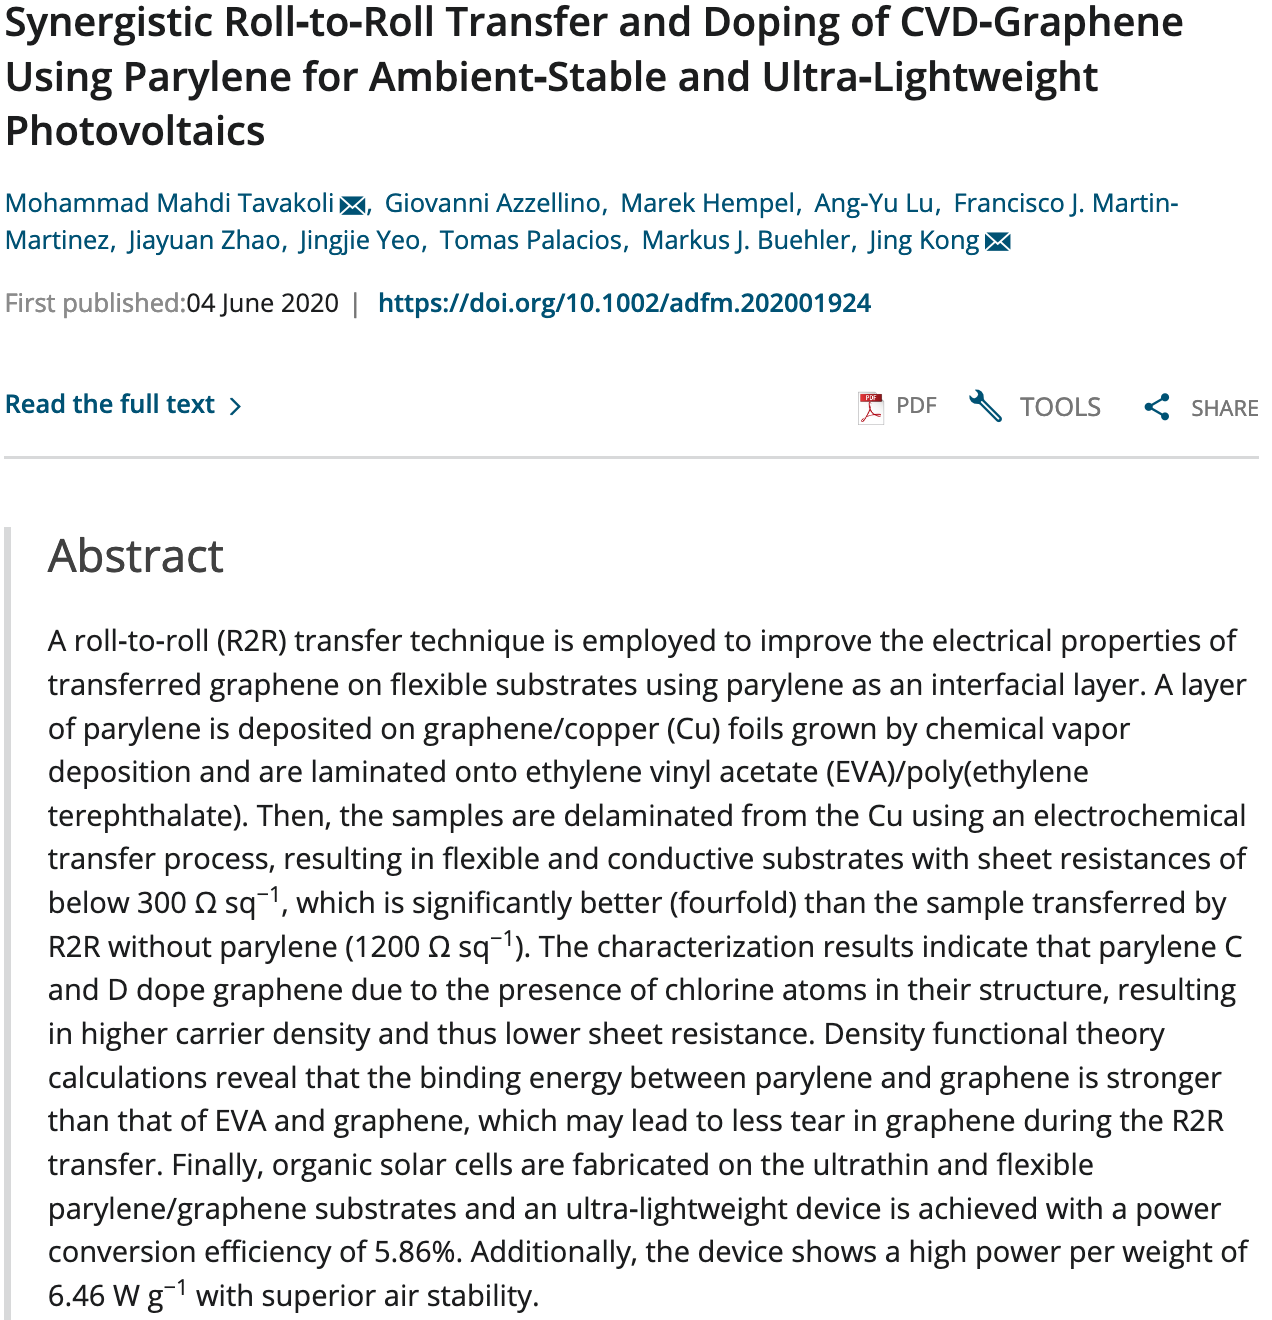 Synergistic Roll-to-Roll Transfer and Doping of CVD-Graphene
Using Parylene for Ambient-Stable and Ultra-Lightweight
Photovoltaics
Mohammad Mahdi Tavakoli, Giovanni Azzellino, Marek Hempel, Ang-Yu Lu, Francisco J. Martin-
Martinez, Jiayuan Zhao, Jingjie Yeo, Tomas Palacios, Markus J. Buehler, Jing Kong
First published:04 June 2020 | https://doi.org/10.1002/adfm.202001924
Read the full text > PDF PDF TOOLS SHARE
Abstract
A roll-to-roll (R2R) transfer technique is employed to improve the electrical properties of
transferred graphene on flexible substrates using parylene as an interfacial layer. A layer
of parylene is deposited on graphene/copper (Cu) foils grown by chemical vapor
deposition and are laminated onto ethylene vinyl acetate (EVA)/poly(ethylene
terephthalate). Then, the samples are delaminated from the Cu using an electrochemical
transfer process, resulting in flexible and conductive substrates with sheet resistances of
below 300 Ω sq⁻¹, which is significantly better (fourfold) than the sample transferred by
R2R without parylene (1200 Ω sq⁻¹). The characterization results indicate that parylene C
and D dope graphene due to the presence of chlorine atoms in their structure, resulting
in higher carrier density and thus lower sheet resistance. Density functional theory
calculations reveal that the binding energy between parylene and graphene is stronger
than that of EVA and graphene, which may lead to less tear in graphene during the R2R
transfer. Finally, organic solar cells are fabricated on the ultrathin and flexible
parylene/graphene substrates and an ultra-lightweight device is achieved with a power
conversion efficiency of 5.86%. Additionally, the device shows a high power per weight of
6.46 W g⁻¹ with superior air stability.